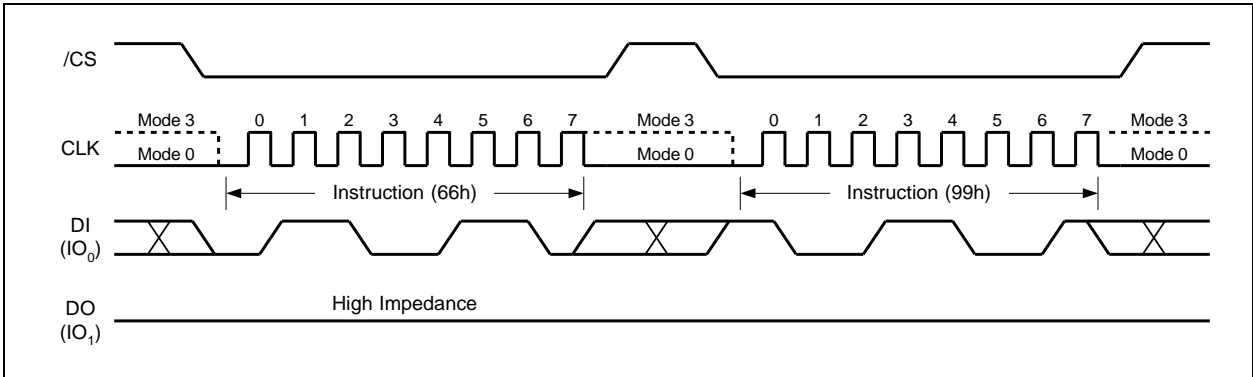 /CS
Mode 3 0 1 2 3 4 5 6 7 Mode 3 0 1 2 3 4 5 6 7 Mode 3
CLK
Mode 0 Mode 0 Mode 0
Instruction (66h) Instruction (99h)
DI
(IO0)
High Impedance
DO
(IO1)